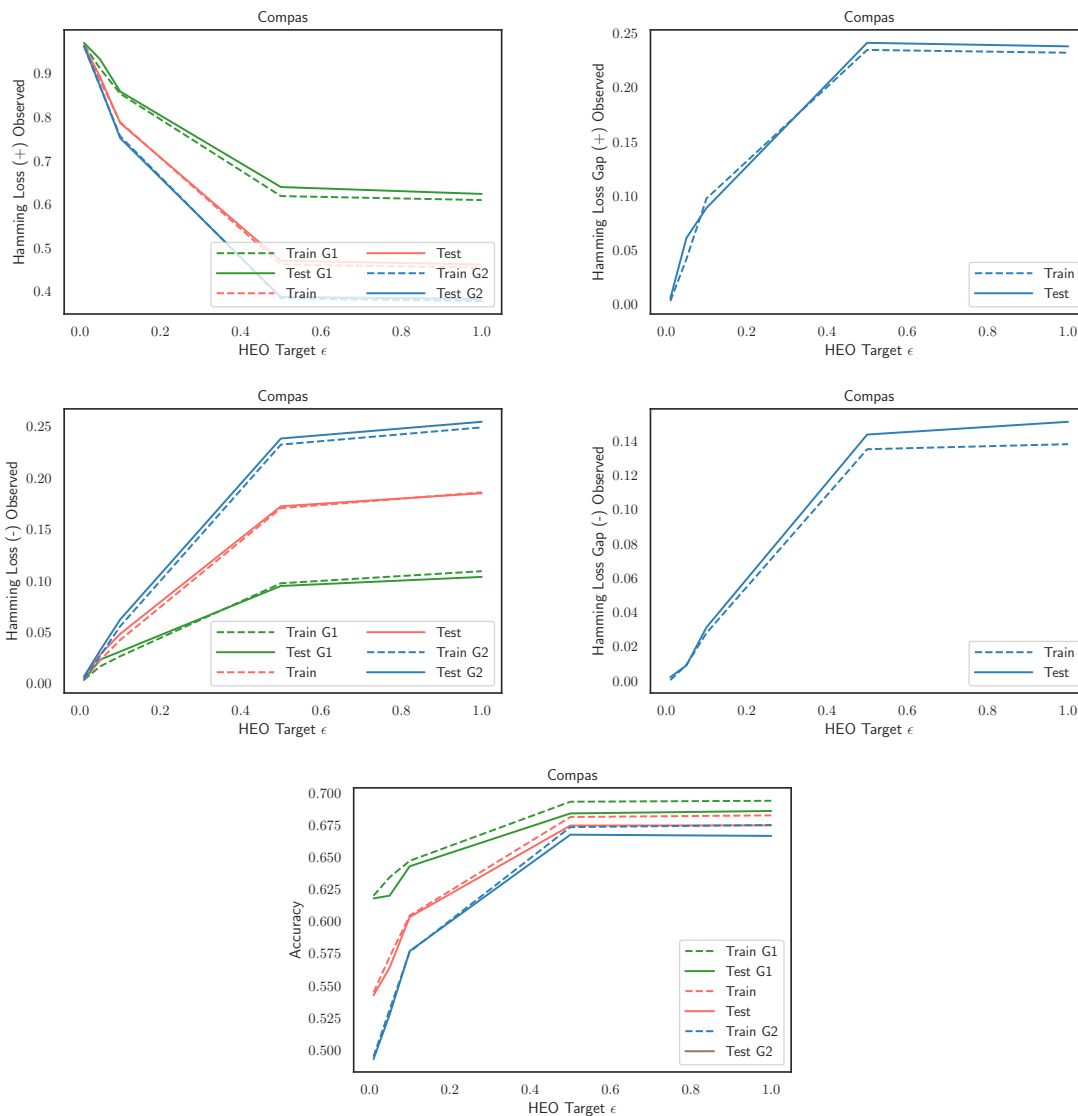 Compas
Hamming Loss (+) Observed
0.9
0.8
0.7
0.6
0.5
0.4
Train G1
Test G1
Train
Test
Train G2
Test G2
0.0 0.2 0.4 0.6 0.8 1.0
HEO Target ϵ
Compas
Hamming Loss Gap (+) Observed
0.25
0.20
0.15
0.10
0.05
0.00
Train
Test
0.0 0.2 0.4 0.6 0.8 1.0
HEO Target ϵ
Compas
Hamming Loss (-) Observed
0.25
0.20
0.15
0.10
0.05
0.00
Train G1
Test G1
Train
Test
Train G2
Test G2
0.0 0.2 0.4 0.6 0.8 1.0
HEO Target ϵ
Compas
Hamming Loss Gap (-) Observed
0.14
0.12
0.10
0.08
0.06
0.04
0.02
0.00
Train
Test
0.0 0.2 0.4 0.6 0.8 1.0
HEO Target ϵ
Compas
Accuracy
0.700
0.675
0.650
0.625
0.600
0.575
0.550
0.525
0.500
Train G1
Test G1
Train
Test
Train G2
Test G2
0.0 0.2 0.4 0.6 0.8 1.0
HEO Target ϵ